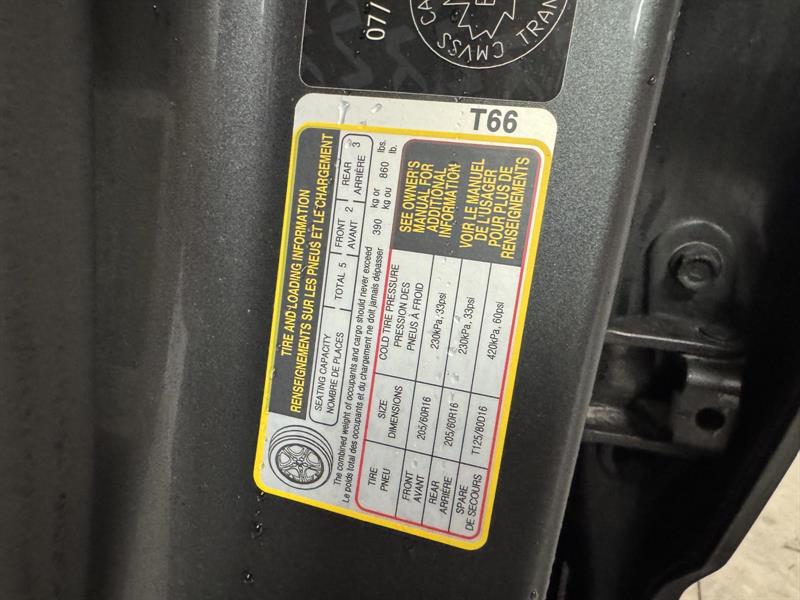 07/
CMVSS
TRAN
CA
T66
TIRE AND LOADING INFORMATION
RENSEIGNEMENTS SUR LES PNEUS ET LE CHARGEMENT
SEATING CAPACITY
NOMBRE DE PLACES
TOTAL 5
FRONT
AVANT 2
REAR
ARRIÈRE 3
The combined weight of occupants and cargo should never exceed 390 kg or 860 lbs.
Le poids total des occupants et du chargement ne doit jamais dépasser kg ou lb.
TIRE
PNEU
SIZE
DIMENSIONS
COLD TIRE PRESSURE
PRESSION DES
PNEUS À FROID
SEE OWNER'S
MANUAL FOR
ADDITIONAL
INFORMATION
FRONT
AVANT
205/60R16
230kPa, 33psi
REAR
ARRIÈRE
205/60R16
230kPa, 33psi
VOIR LE MANUEL
DE L'USAGER
POUR PLUS DE
RENSEIGNEMENTS
SPARE
DE SECOURS
T125/80D16
420kPa, 60psi